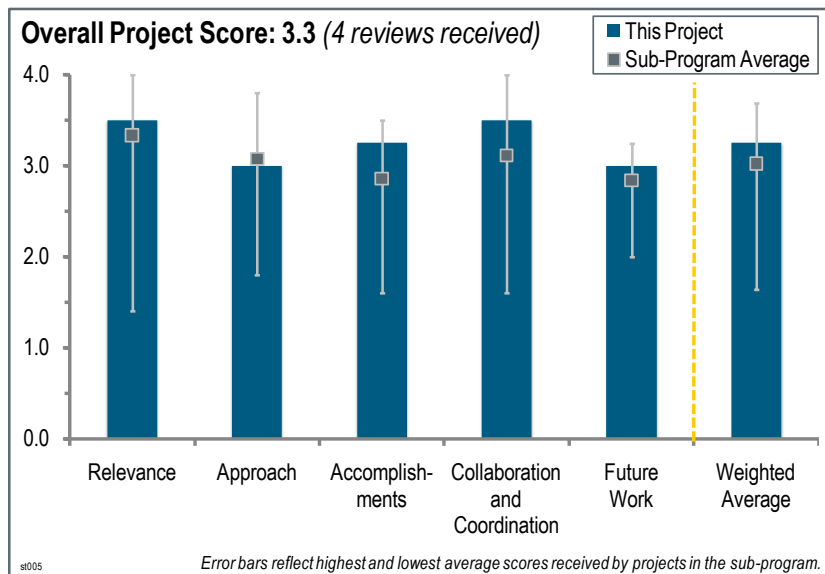 Overall Project Score: 3.3 (4 reviews received)
This Project
Sub-Program Average
4.0
3.0
2.0
1.0
0.0
Relevance
Approach
Accomplish-
ments
Collaboration
and
Coordination
Future
Work
Weighted
Average
st005
Error bars reflect highest and lowest average scores received by projects in the sub-program.